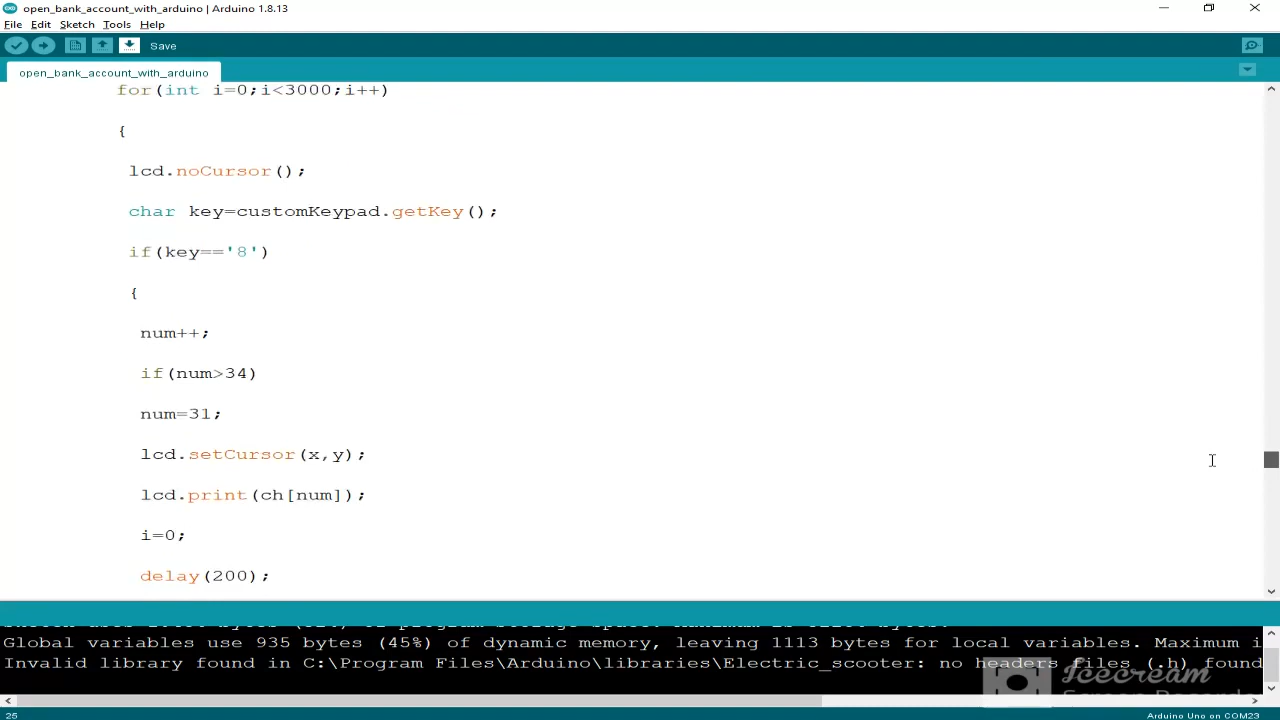 open_bank_account_with_arduino | Arduino 1.8.13
File Edit Sketch Tools Help
Save
open_bank_account_with_arduino
for(int i=0;i<3000;i++)
{
lcd.noCursor();
char key=customKeypad.getKey();
if(key=='8')
{
num++;
if(num>34)
num=31;
lcd.setCursor(x,y);
lcd.print(ch[num]);
i=0;
delay(200);
Global variables use 935 bytes (45%) of dynamic memory, leaving 1113 bytes for local variables. Maximum i
Invalid library found in C:\Program Files\Arduino\libraries\Electric_scooter: no headers files (.h) found
Icecream
25
Arduino Uno on COM23